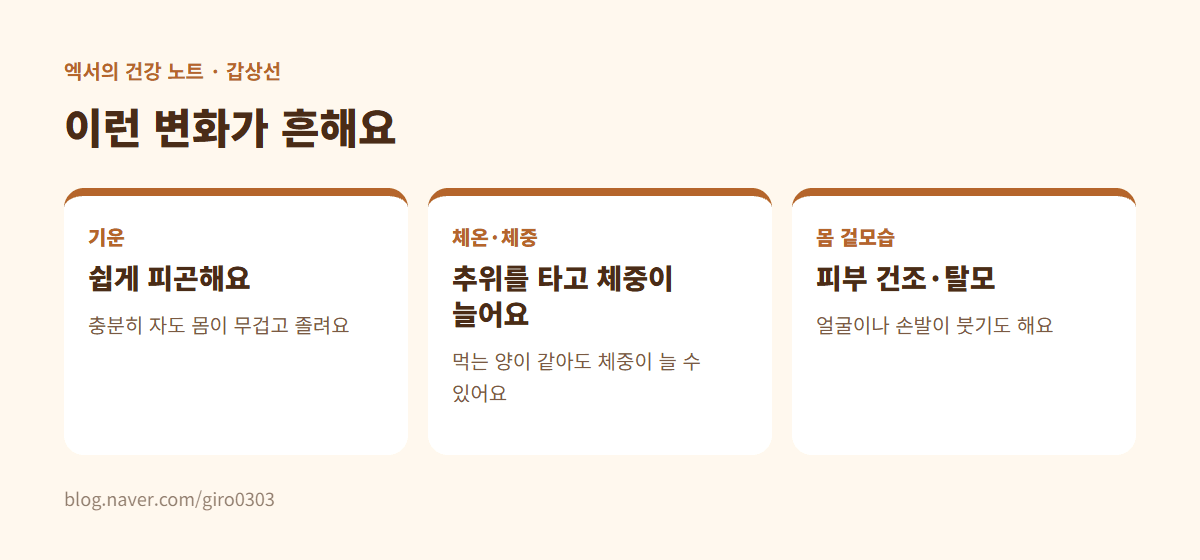 엑서의 건강 노트 · 갑상선
이런 변화가 흔해요
기운
쉽게 피곤해요
충분히 자도 몸이 무겁고 졸려요
체온·체중
추위를 타고 체중이
늘어요
먹는 양이 같아도 체중이 늘 수
있어요
몸 겉모습
피부 건조·탈모
얼굴이나 손발이 붓기도 해요
blog.naver.com/giro0303